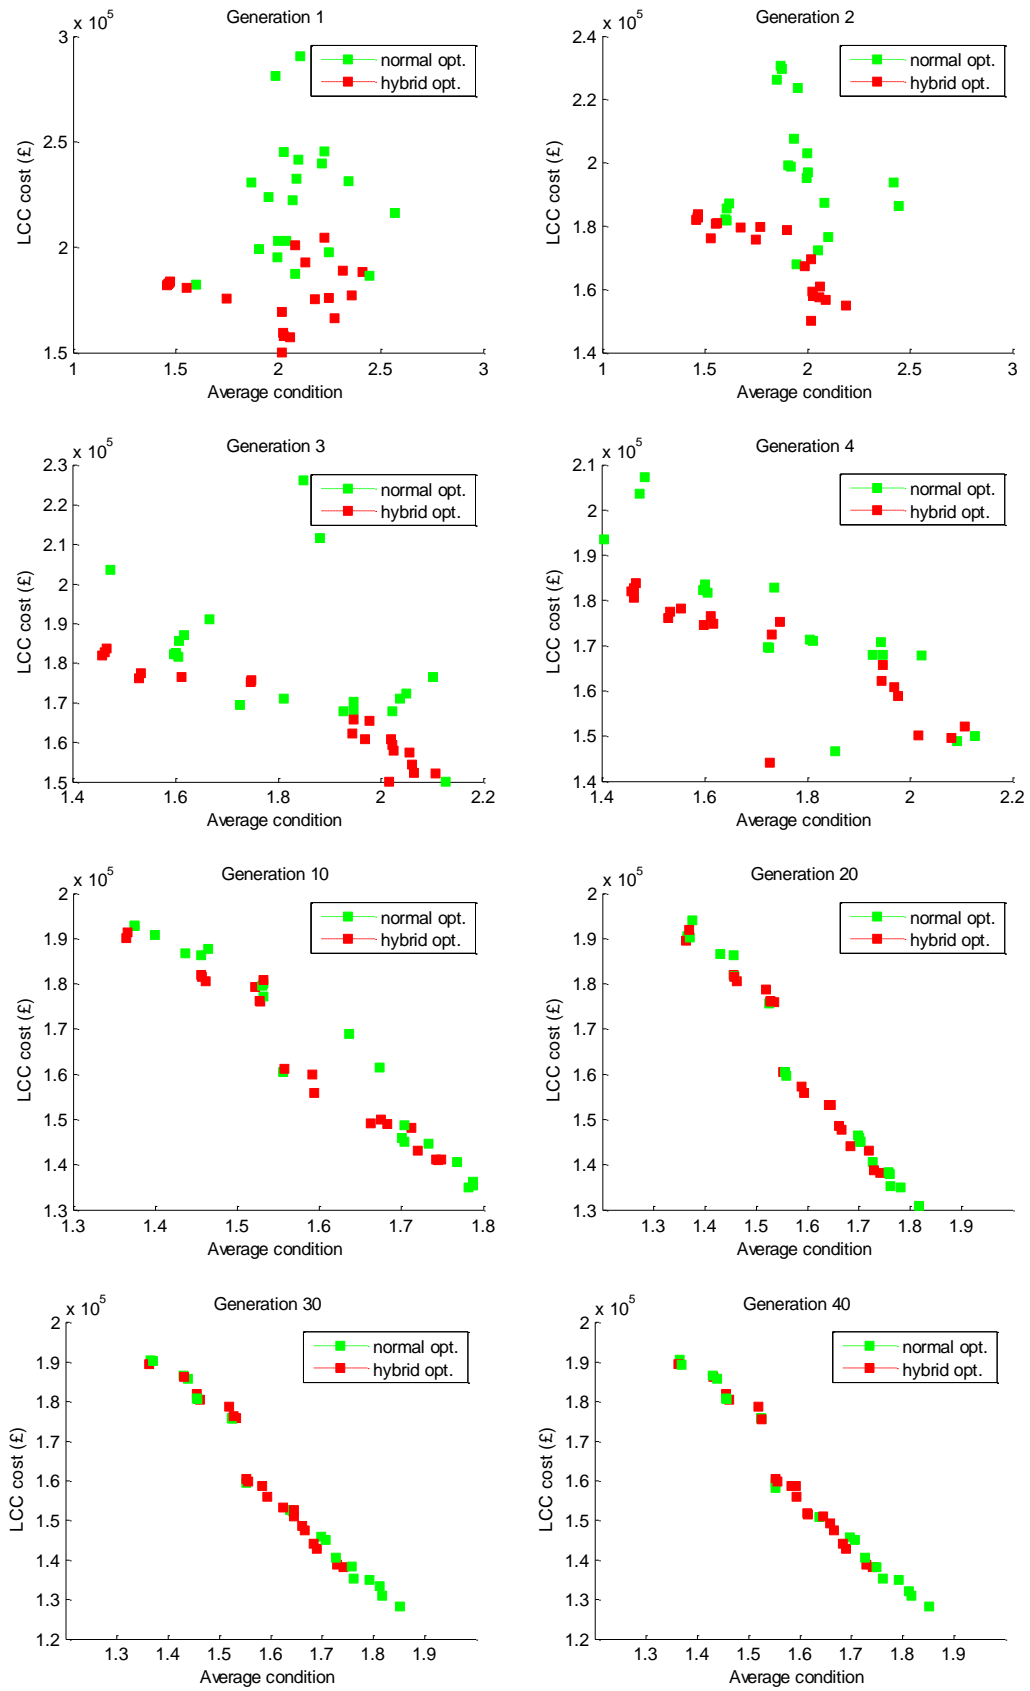 Generation 1
x 10^5
3
2.5
2
1.5
LCC cost (£)
normal opt.
hybrid opt.
1 1.5 2 2.5 3
Average condition
Generation 2
x 10^5
2.4
2.2
2
1.8
1.6
1.4
LCC cost (£)
normal opt.
hybrid opt.
1 1.5 2 2.5 3
Average condition
Generation 3
x 10^5
2.3
2.2
2.1
2
1.9
1.8
1.7
1.6
1.5
LCC cost (£)
normal opt.
hybrid opt.
1.4 1.6 1.8 2 2.2
Average condition
Generation 4
x 10^5
2.1
2
1.9
1.8
1.7
1.6
1.5
1.4
LCC cost (£)
normal opt.
hybrid opt.
1.4 1.6 1.8 2 2.2
Average condition
Generation 10
x 10^5
2
1.9
1.8
1.7
1.6
1.5
1.4
1.3
LCC cost (£)
normal opt.
hybrid opt.
1.3 1.4 1.5 1.6 1.7 1.8
Average condition
Generation 20
x 10^5
2
1.9
1.8
1.7
1.6
1.5
1.4
1.3
LCC cost (£)
normal opt.
hybrid opt.
1.3 1.4 1.5 1.6 1.7 1.8 1.9
Average condition
Generation 30
x 10^5
2
1.9
1.8
1.7
1.6
1.5
1.4
1.3
1.2
LCC cost (£)
normal opt.
hybrid opt.
1.3 1.4 1.5 1.6 1.7 1.8 1.9
Average condition
Generation 40
x 10^5
2
1.9
1.8
1.7
1.6
1.5
1.4
1.3
1.2
LCC cost (£)
normal opt.
hybrid opt.
1.3 1.4 1.5 1.6 1.7 1.8 1.9
Average condition